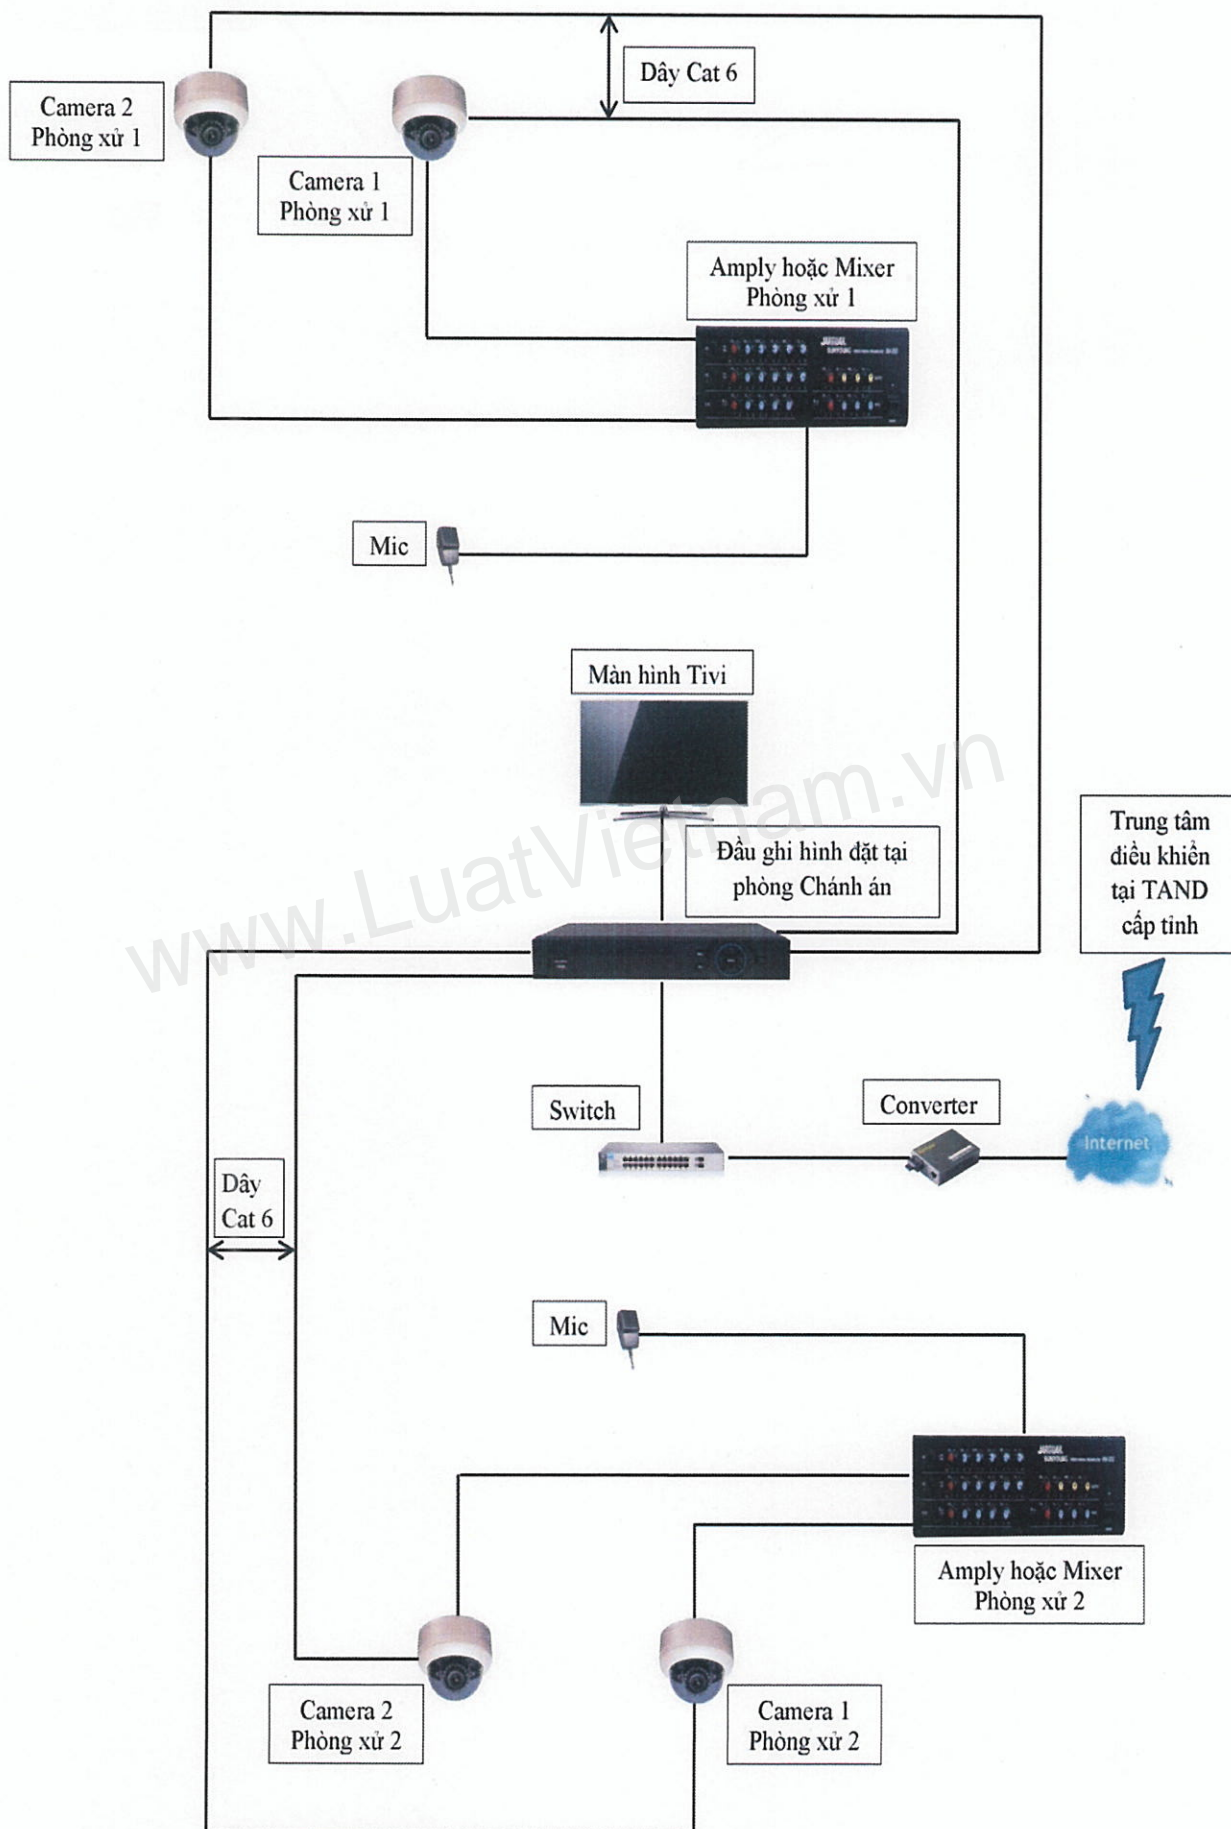 Dây Cat 6
Camera 2
Phòng xử 1
Camera 1
Phòng xử 1
Amply hoặc Mixer
Phòng xử 1
Mic
Màn hình Tivi
Đầu ghi hình đặt tại
phòng Chánh án
Trung tâm
điều khiển
tại TAND
cấp tỉnh
www.LuatVietnam.vn
Switch
Converter
Internet
Dây
Cat 6
Mic
Amply hoặc Mixer
Phòng xử 2
Camera 2
Phòng xử 2
Camera 1
Phòng xử 2